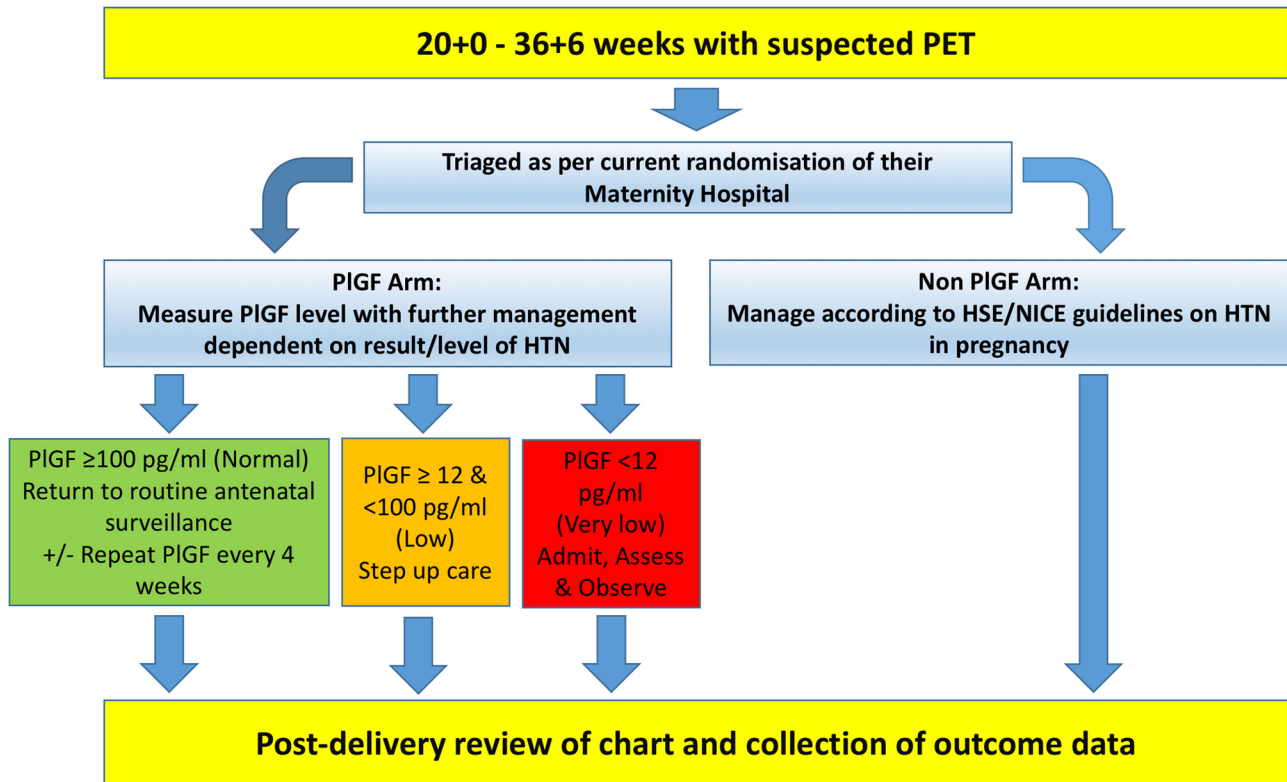 20+0 - 36+6 weeks with suspected PET
Triaged as per current randomisation of their
Maternity Hospital
PlGF Arm:
Measure PlGF level with further management
dependent on result/level of HTN
Non PlGF Arm:
Manage according to HSE/NICE guidelines on HTN
in pregnancy
PlGF ≥100 pg/ml (Normal)
Return to routine antenatal
surveillance
+/- Repeat PlGF every 4
weeks
PlGF ≥ 12 &
<100 pg/ml
(Low)
Step up care
PlGF <12
pg/ml
(Very low)
Admit, Assess
& Observe
Post-delivery review of chart and collection of outcome data